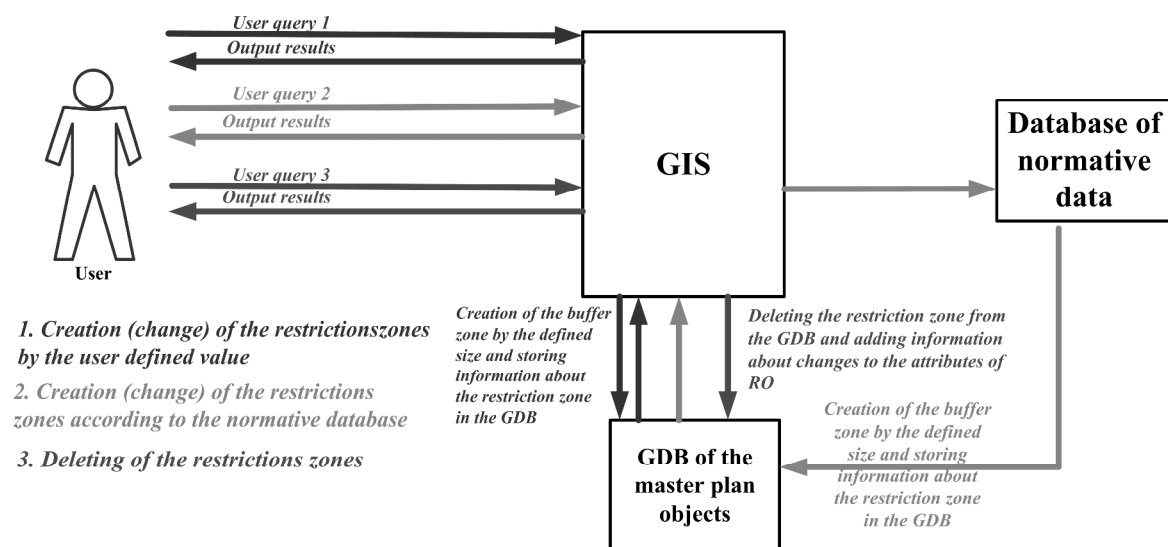 User query 1
Output results
User query 2
Output results
User query 3
Output results
User
GIS
Database of
normative
data
1. Creation (change) of the restrictionszones
by the user defined value
2. Creation (change) of the restrictions
zones according to the normative database
3. Deleting of the restrictions zones
Creation of the buffer
zone by the defined
size and storing
information about
the restriction zone
in the GDB
Deleting the restriction zone from
the GDB and adding information
about changes to the attributes of
RO
GDB of the
master plan
objects
Creation of the buffer
zone by the defined
size and storing
information about
the restriction zone
in the GDB